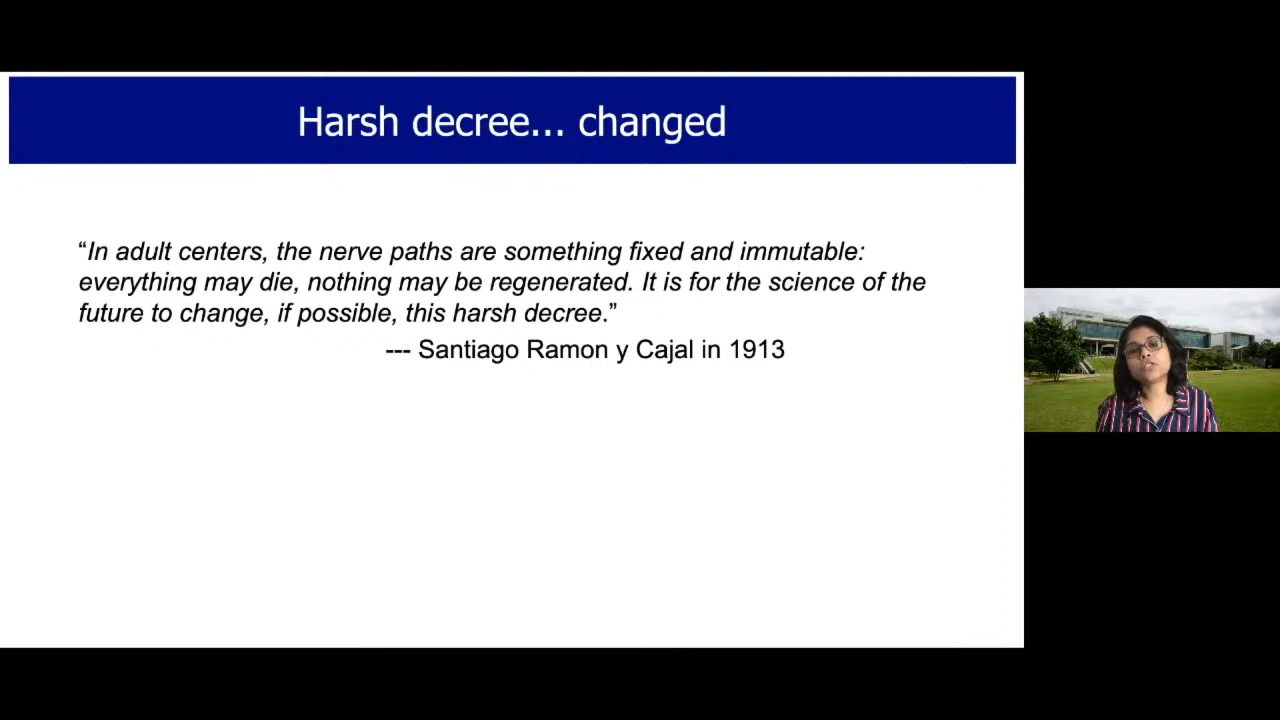 Harsh decree... changed
“In adult centers, the nerve paths are something fixed and immutable:
everything may die, nothing may be regenerated. It is for the science of the
future to change, if possible, this harsh decree.”
--- Santiago Ramon y Cajal in 1913